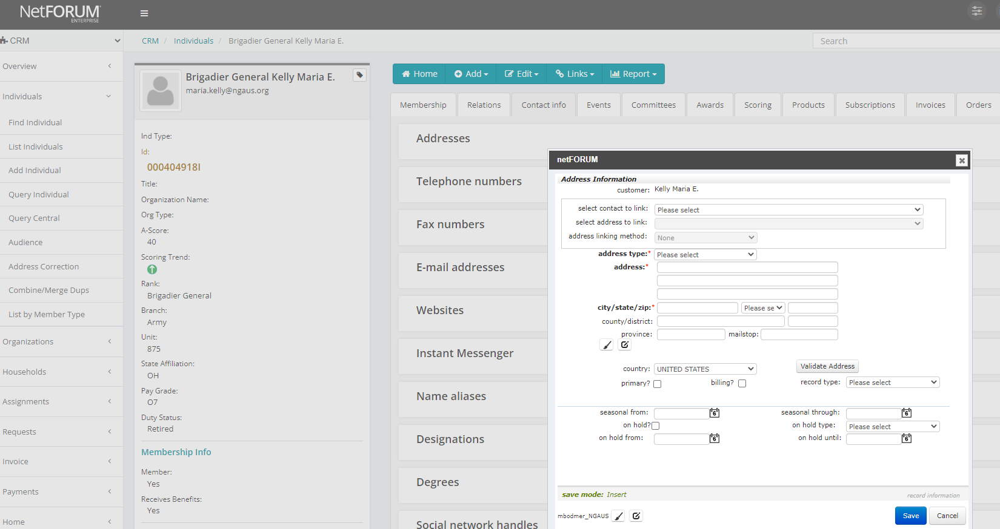 NetFORUM
ENTERPRISE
CRM
CRM / Individuals / Brigadier General Kelly Maria E.
Search
Overview
Individuals
Find Individual
List Individuals
Add Individual
Query Individual
Query Central
Audience
Address Correction
Combine/Merge Dups
List by Member Type
Organizations
Households
Assignments
Requests
Invoice
Payments
Home
Brigadier General Kelly Maria E.
maria.kelly@ngaus.org
Ind Type:
Id:
000404918I
Title:
Organization Name:
Org Type:
A-Score:
40
Scoring Trend:
Rank:
Brigadier General
Branch:
Army
Unit:
875
State Affiliation:
OH
Pay Grade:
O7
Duty Status:
Retired
Membership Info
Member:
Yes
Receives Benefits:
Yes
Home Add Edit Links Report
Membership Relations Contact info Events Committees Awards Scoring Products Subscriptions Invoices Orders
Addresses
Telephone numbers
Fax numbers
E-mail addresses
Websites
Instant Messenger
Name aliases
Designations
Degrees
Social network handles
netFORUM
Address Information
customer: Kelly Maria E.
select contact to link: Please select
select address to link:
address linking method: None
address type:* Please select
address:*
city/state/zip:* Please se
county/district:
province: mailstop:
country: UNITED STATES Validate Address
primary? billing? record type: Please select
seasonal from: 6 seasonal through: 6
on hold? on hold type: Please select
on hold from: 6 on hold until: 6
save mode: Insert record information
mbodmer_NGAUS Save Cancel